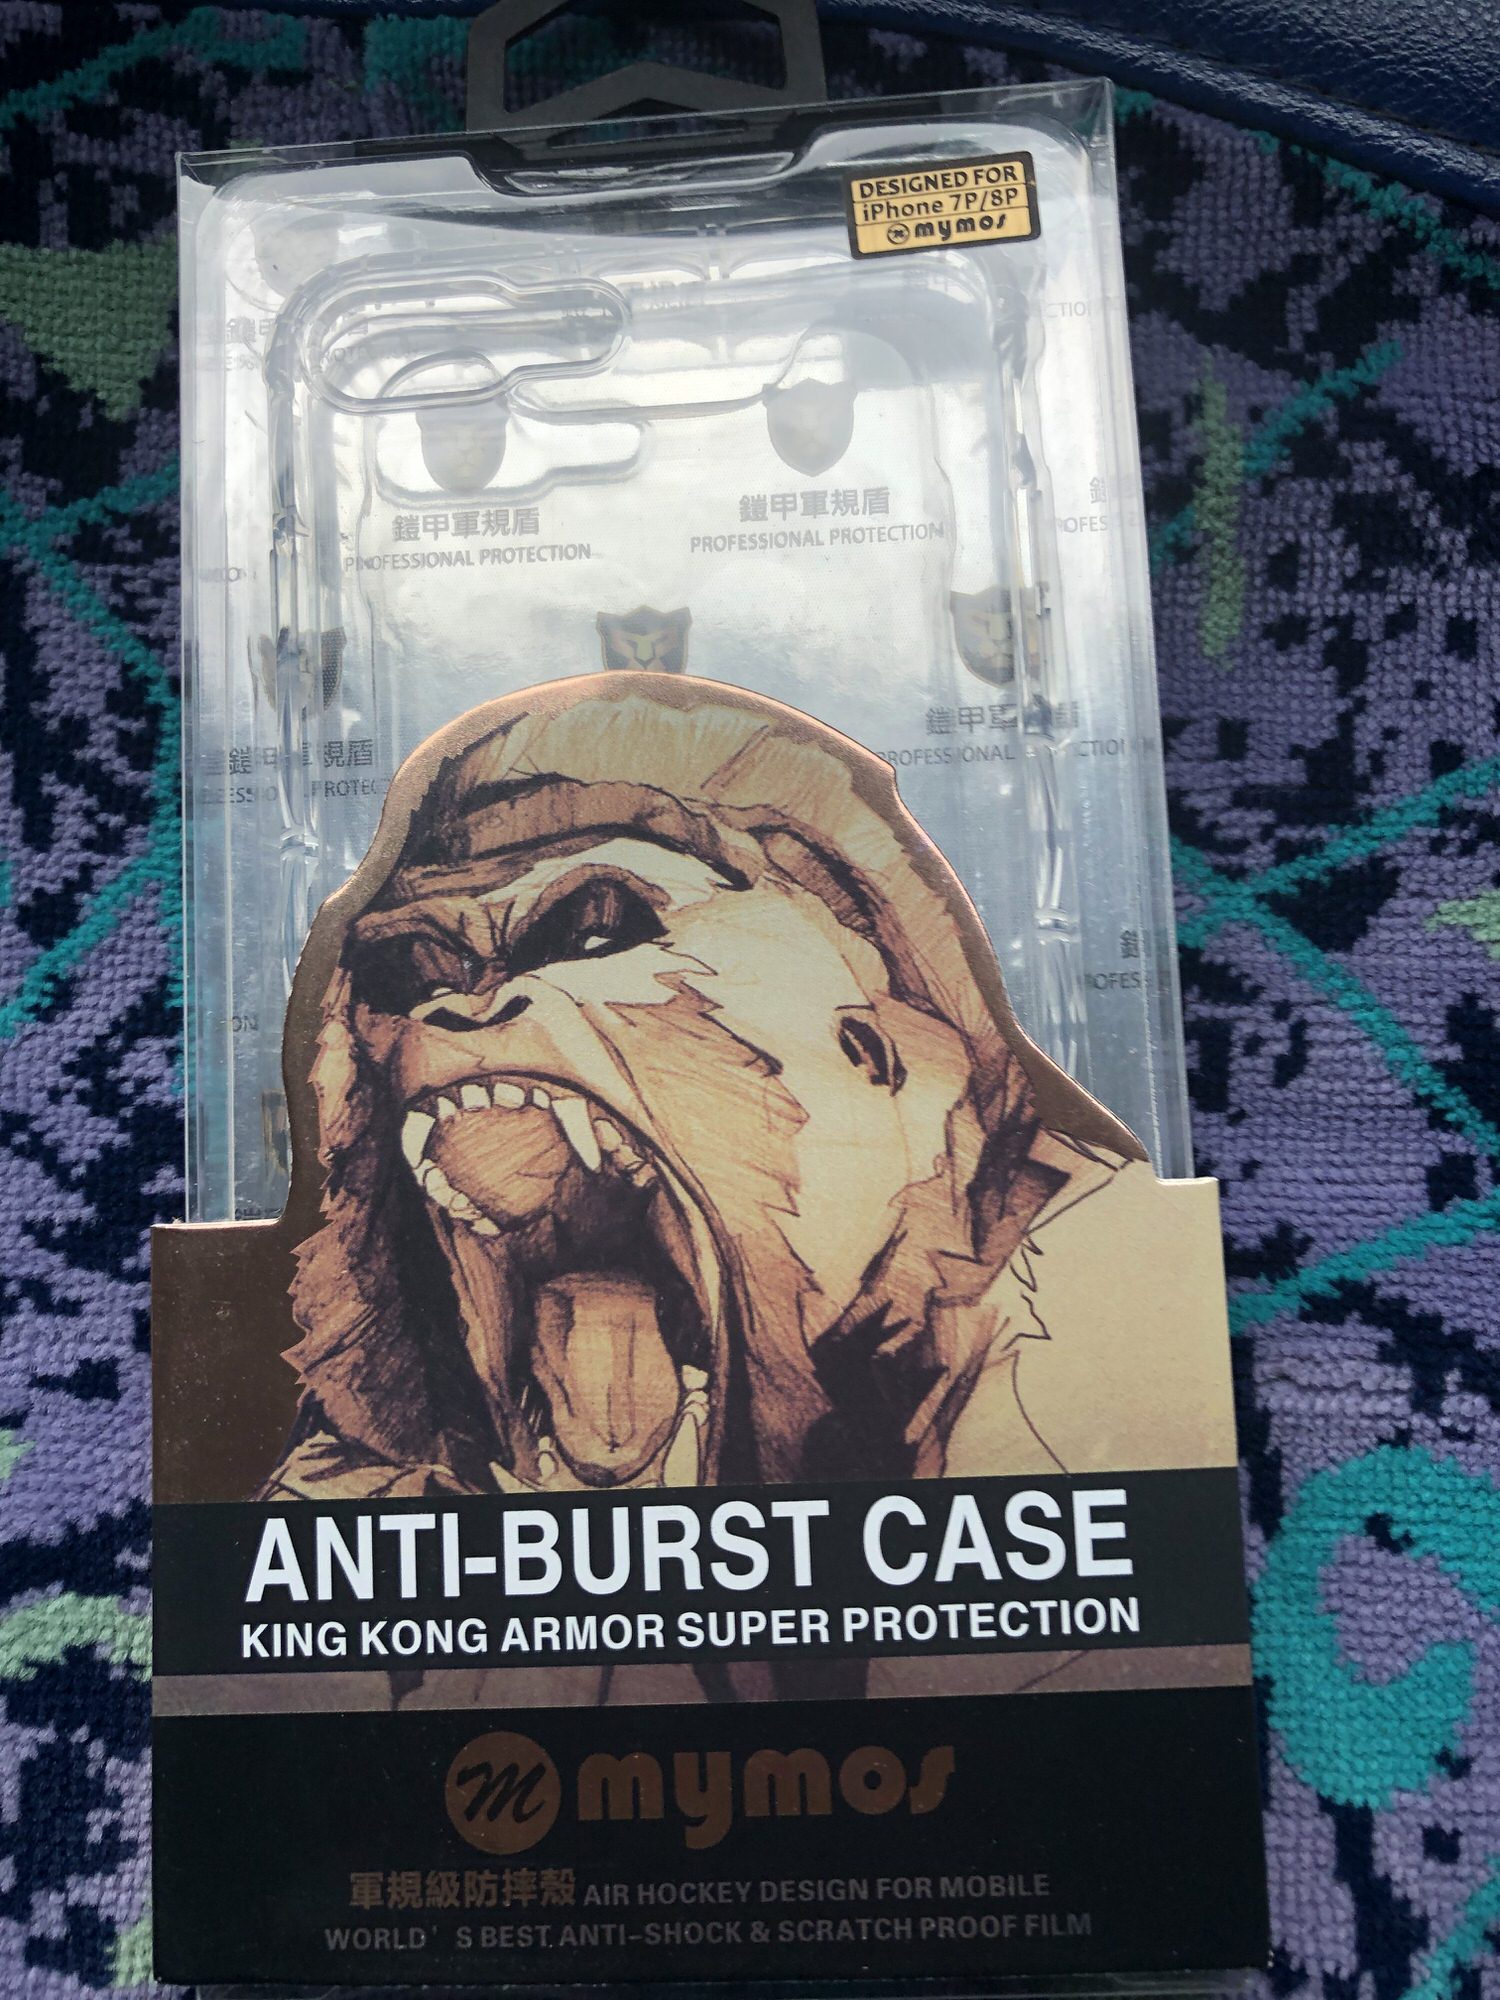 DESIGNED FOR
iPhone 7P/8P
mymos
鎧甲軍規盾
PROFESSIONAL PROTECTION
鎧甲軍規盾
PROFESSIONAL PROTECTION
ANTI-BURST CASE
KING KONG ARMOR SUPER PROTECTION
m mymos
軍規級防摔殼 AIR HOCKEY DESIGN FOR MOBILE
WORLD'S BEST ANTI-SHOCK & SCRATCH PROOF FILM